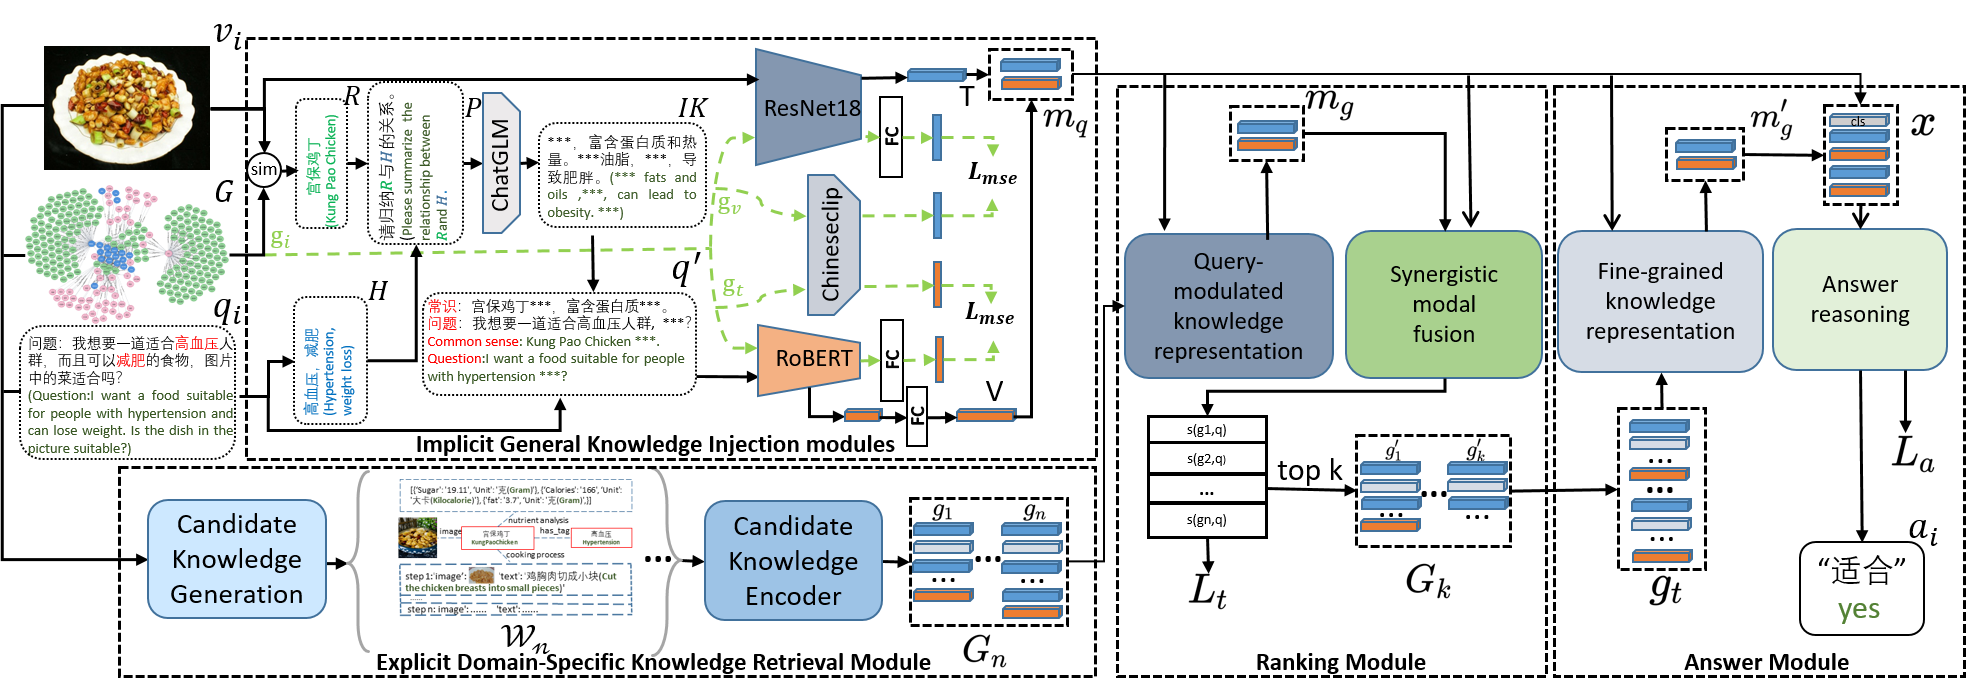 v_i
G
g_i
q_i
问题：我想要一道适合高血压人
群，而且可以减肥的食物，图片
中的菜适合吗？
(Question:I want a food suitable
for people with hypertension and
can lose weight. Is the dish in the
picture suitable?)
sim
R
宫保鸡丁
(Kung Pao Chicken)
P
请归纳R与H的关系。
(Please summarize the
relationship between
Rand H.
ChatGLM
IK
***，富含蛋白质和热
量。***油脂，***，导
致肥胖。(*** fats and
oils ,***, can lead to
obesity. ***)
H
高血压，减肥
(Hypertension,
weight loss)
q'
常识：宫保鸡丁***，富含蛋白质***。
问题：我想要一道适合高血压人群，***？
Common sense: Kung Pao Chicken ***.
Question:I want a food suitable for people
with hypertension ***?
ResNet18
T
FC
L_mse
g_v
Chineseclip
g_t
L_mse
RoBERT
FC
FC
V
m_q
Implicit General Knowledge Injection modules
Candidate
Knowledge
Generation
[{'Sugar': '19.11', 'Unit': '克(Gram)'}, {'Calories': '166', 'Unit':
'大卡(Kilocalorie)'}, {'fat': '3.7', 'Unit': '克(Gram)',}]
nutrient analysis
image
宫保鸡丁
KungPaoChicken
has_tag
高血压
Hypertension
cooking process
step 1:'image': 'text': '鸡胸肉切成小块(Cut
the chicken breasts into small pieces)'
......
step n: image': ...... 'text': ......
W_n
...
Candidate
Knowledge
Encoder
g_1 g_n
...
... ...
G_n
Explicit Domain-Specific Knowledge Retrieval Module
m_g
Query-
modulated
knowledge
representation
Synergistic
modal
fusion
s(g1,q)
s(g2,q)
...
s(gn,q)
L_t
top k
g'_1 g'_k
...
... ...
G_k
Ranking Module
m'_g
cls
x
Fine-grained
knowledge
representation
Answer
reasoning
...
...
...
g_t
L_a
a_i
“适合”
yes
Answer Module